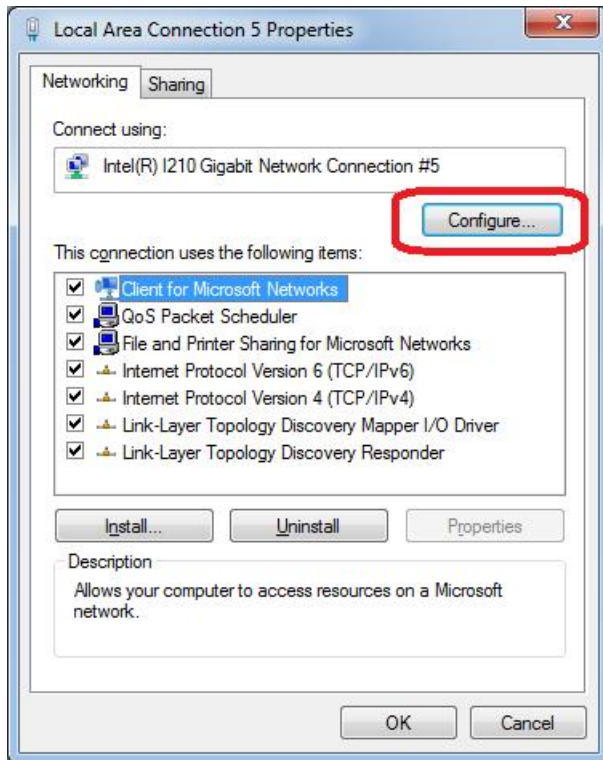 Local Area Connection 5 Properties
Networking
Sharing
Connect using:
Intel(R) I210 Gigabit Network Connection #5
Configure...
This connection uses the following items:
Client for Microsoft Networks
QoS Packet Scheduler
File and Printer Sharing for Microsoft Networks
Internet Protocol Version 6 (TCP/IPv6)
Internet Protocol Version 4 (TCP/IPv4)
Link-Layer Topology Discovery Mapper I/O Driver
Link-Layer Topology Discovery Responder
Install...
Uninstall
Properties
Description
Allows your computer to access resources on a Microsoft
network.
OK
Cancel